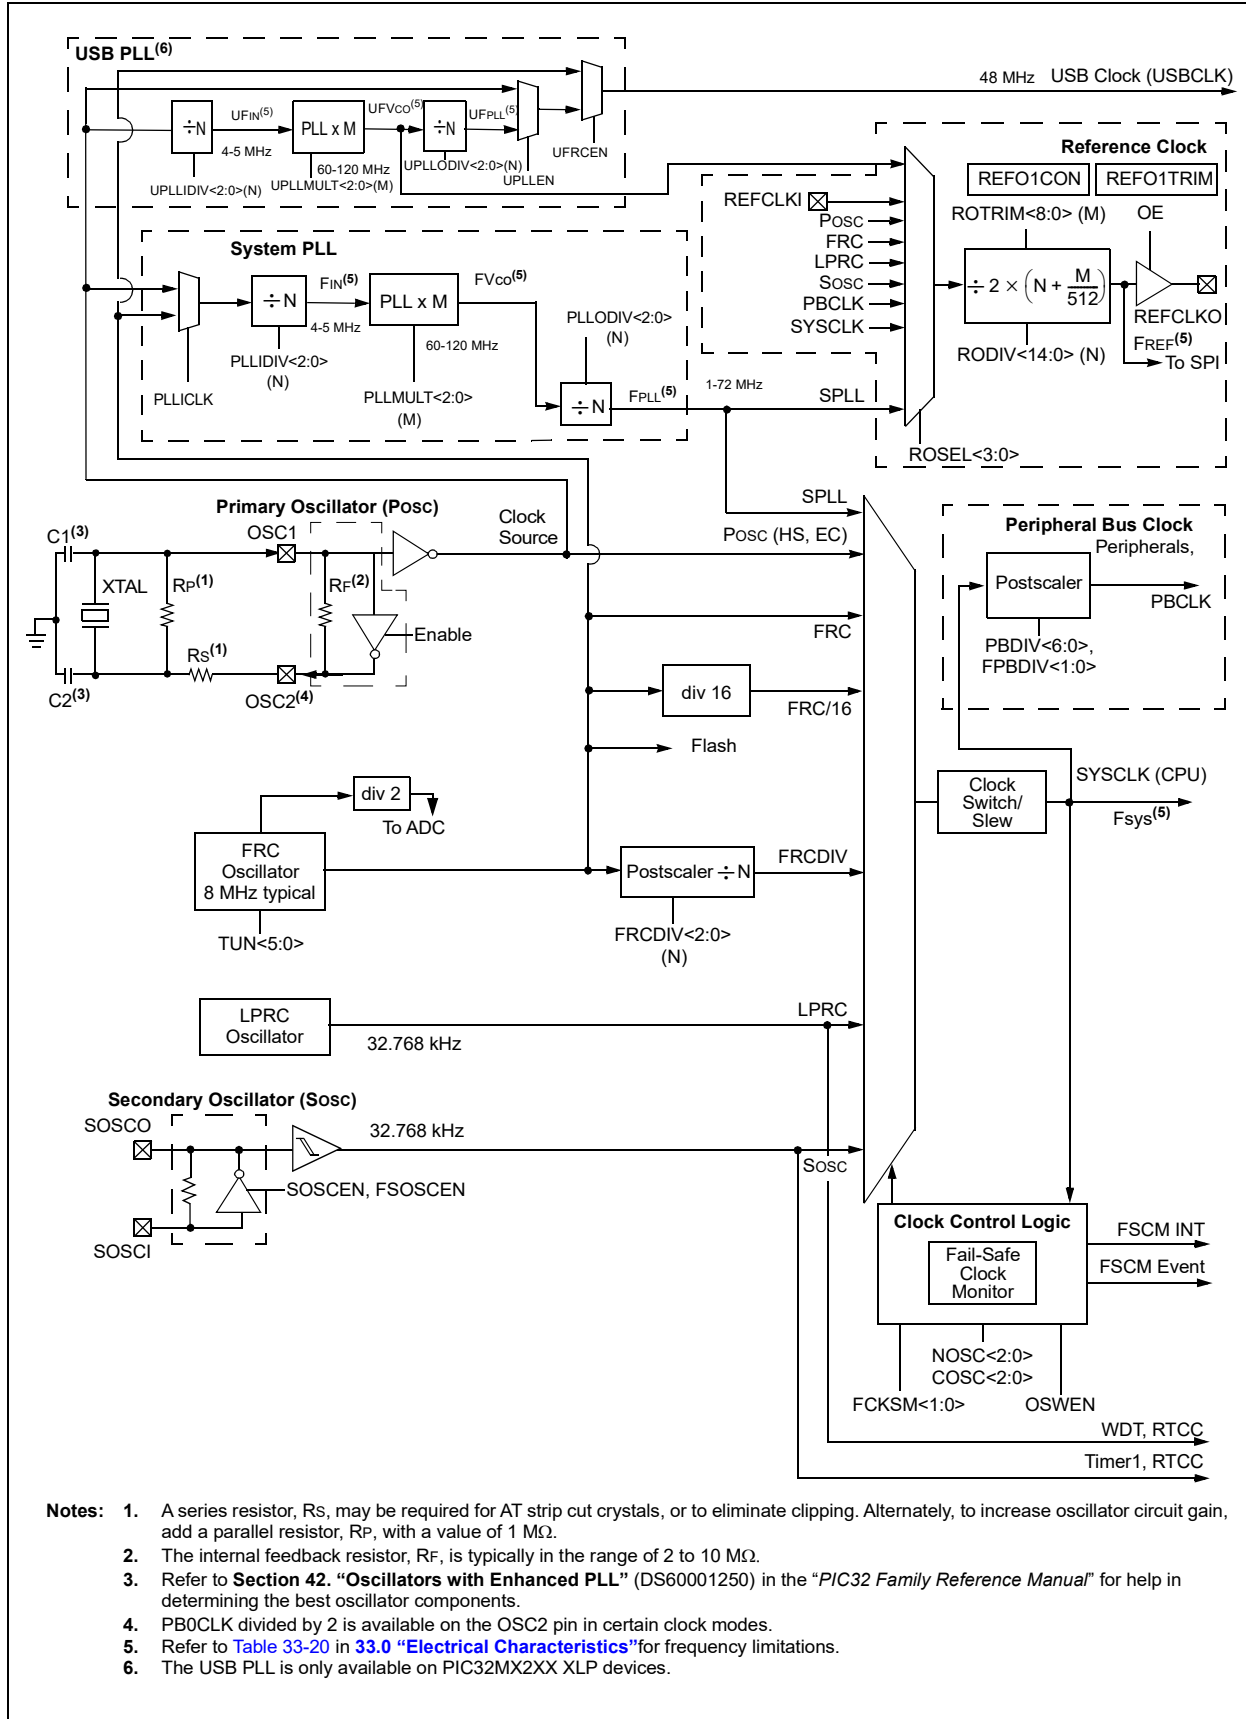 USB PLL(6)
48 MHz USB Clock (USBCLK)
÷N
UFIN(5)
4-5 MHz
PLL x M
UFVCO(5)
÷N
UFPLL(5)
60-120 MHz
UPLLIDIV<2:0>(N)
UPLLMULT<2:0>(M)
UPLLODIV<2:0>(N)
UPLLEN
UFRCEN
Reference Clock
REFO1CON
REFO1TRIM
REFCLKI
POSC
FRC
LPRC
SOSC
PBCLK
SYSCLK
ROTRIM<8:0> (M)
OE
÷ 2 × (N + M/512)
REFCLKO
RODIV<14:0> (N)
FREF(5)
To SPI
SPLL
ROSEL<3:0>
System PLL
÷N
FIN(5)
4-5 MHz
PLL x M
FVco(5)
60-120 MHz
PLLODIV<2:0>
(N)
PLLIDIV<2:0>
(N)
PLLICLK
PLLMULT<2:0>
(M)
÷N
FPLL(5)
1-72 MHz
Primary Oscillator (POSC)
C1(3)
OSC1
Clock
Source
XTAL
RP(1)
RF(2)
Enable
RS(1)
C2(3)
OSC2(4)
SPLL
POSC (HS, EC)
FRC
div 16
FRC/16
Flash
Peripheral Bus Clock
Peripherals,
Postscaler
PBCLK
PBDIV<6:0>,
FPBDIV<1:0>
Clock
Switch/
Slew
SYSCLK (CPU)
Fsys(5)
div 2
To ADC
FRC
Oscillator
8 MHz typical
TUN<5:0>
Postscaler ÷N
FRCDIV
FRCDIV<2:0>
(N)
LPRC
Oscillator
32.768 kHz
LPRC
Secondary Oscillator (SOSC)
SOSCO
32.768 kHz
SOSC
SOSCEN, FSOSCEN
SOSCI
Clock Control Logic
Fail-Safe
Clock
Monitor
FSCM INT
FSCM Event
NOSC<2:0>
COSC<2:0>
FCKSM<1:0>
OSWEN
WDT, RTCC
Timer1, RTCC
Notes: 1. A series resistor, RS, may be required for AT strip cut crystals, or to eliminate clipping. Alternately, to increase oscillator circuit gain,
add a parallel resistor, RP, with a value of 1 MΩ.
2. The internal feedback resistor, RF, is typically in the range of 2 to 10 MΩ.
3. Refer to Section 42. “Oscillators with Enhanced PLL” (DS60001250) in the “PIC32 Family Reference Manual” for help in
determining the best oscillator components.
4. PB0CLK divided by 2 is available on the OSC2 pin in certain clock modes.
5. Refer to Table 33-20 in 33.0 “Electrical Characteristics”for frequency limitations.
6. The USB PLL is only available on PIC32MX2XX XLP devices.